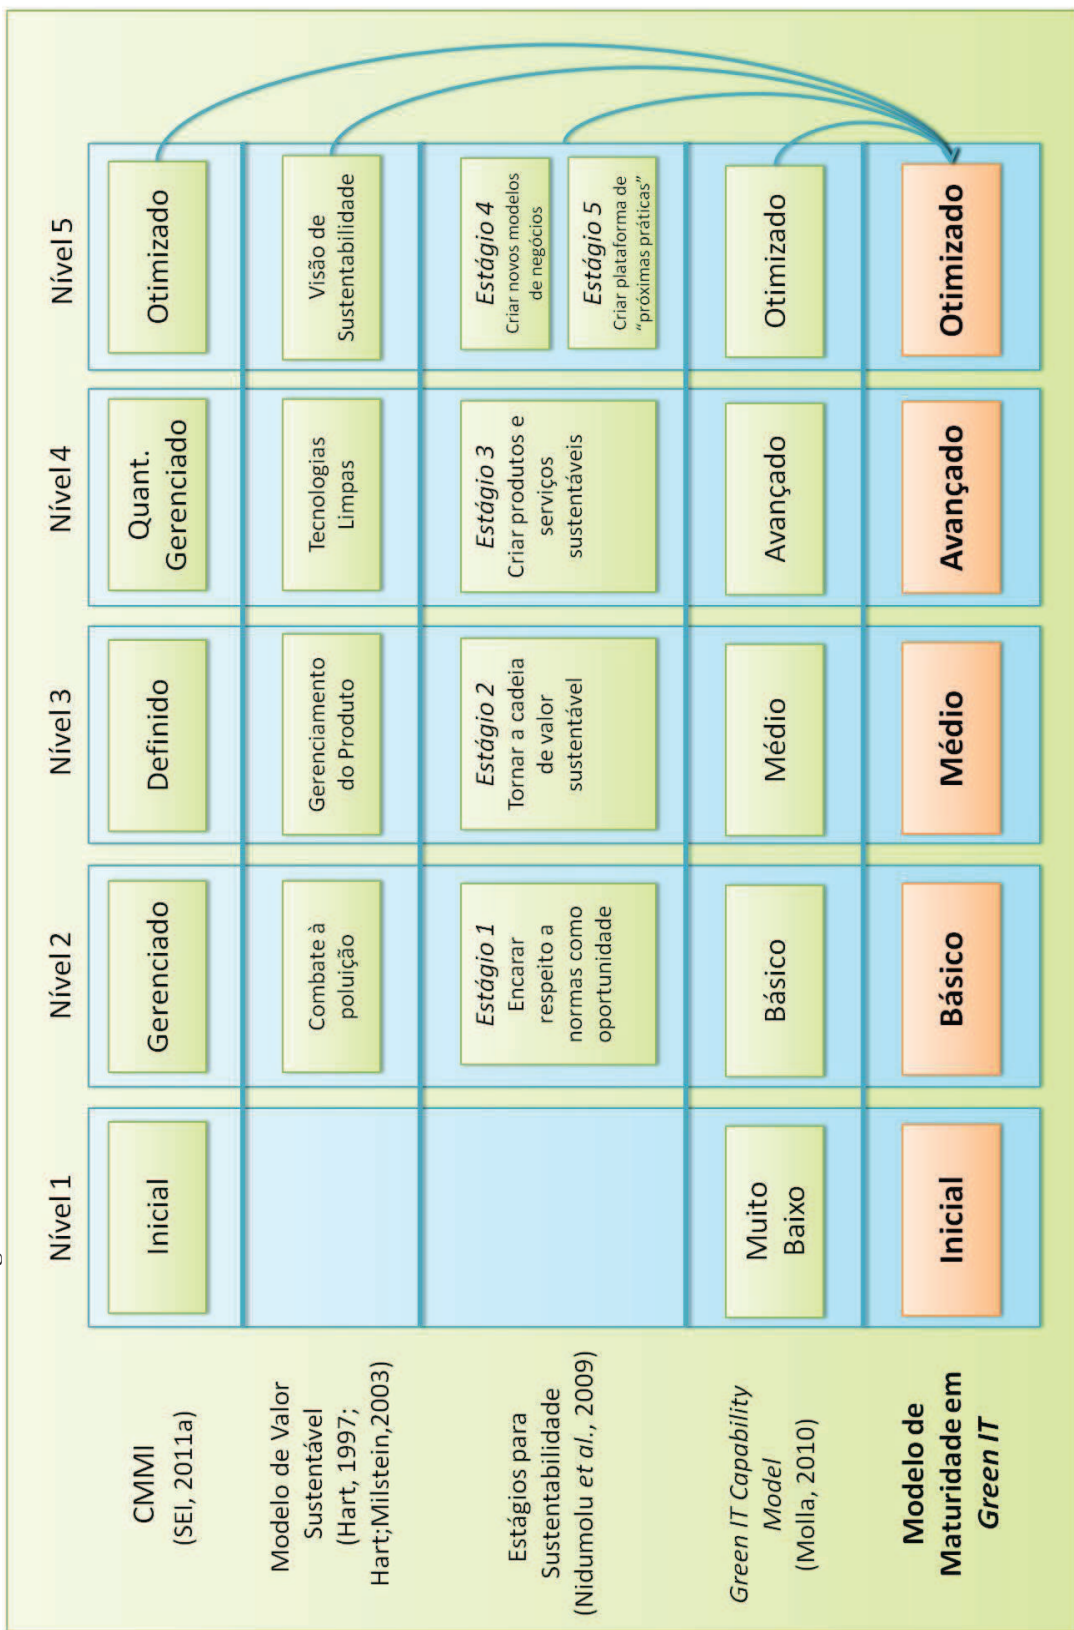 Nível 1
Nível 2
Nível 3
Nível 4
Nível 5
CMMI
(SEI, 2011a)
Inicial
Gerenciado
Definido
Quant.
Gerenciado
Otimizado
Modelo de Valor
Sustentável
(Hart, 1997;
Hart;Milstein,2003)
Combate à
poluição
Gerenciamento
do Produto
Tecnologias
Limpas
Visão de
Sustentabilidade
Estágios para
Sustentabilidade
(Nidumolu et al., 2009)
Estágio 1
Encarar
respeito a
normas como
oportunidade
Estágio 2
Tornar a cadeia
de valor
sustentável
Estágio 3
Criar produtos e
serviços
sustentáveis
Estágio 4
Criar novos modelos
de negócios
Estágio 5
Criar plataforma de
“próximas práticas”
Green IT Capability
Model
(Molla, 2010)
Muito
Baixo
Básico
Médio
Avançado
Otimizado
Modelo de
Maturidade em
Green IT
Inicial
Básico
Médio
Avançado
Otimizado